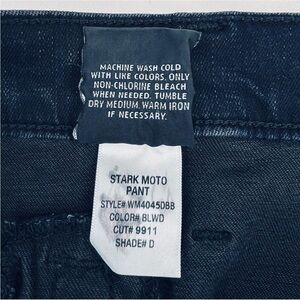 MACHINE WASH COLD
WITH LIKE COLORS. ONLY
NON-CHLORINE BLEACH
WHEN NEEDED. TUMBLE
DRY MEDIUM. WARM IRON
IF NECESSARY.
STARK MOTO
PANT
STYLE# WM4045DBB
COLOR# BLWD
CUT# 9911
SHADE# D